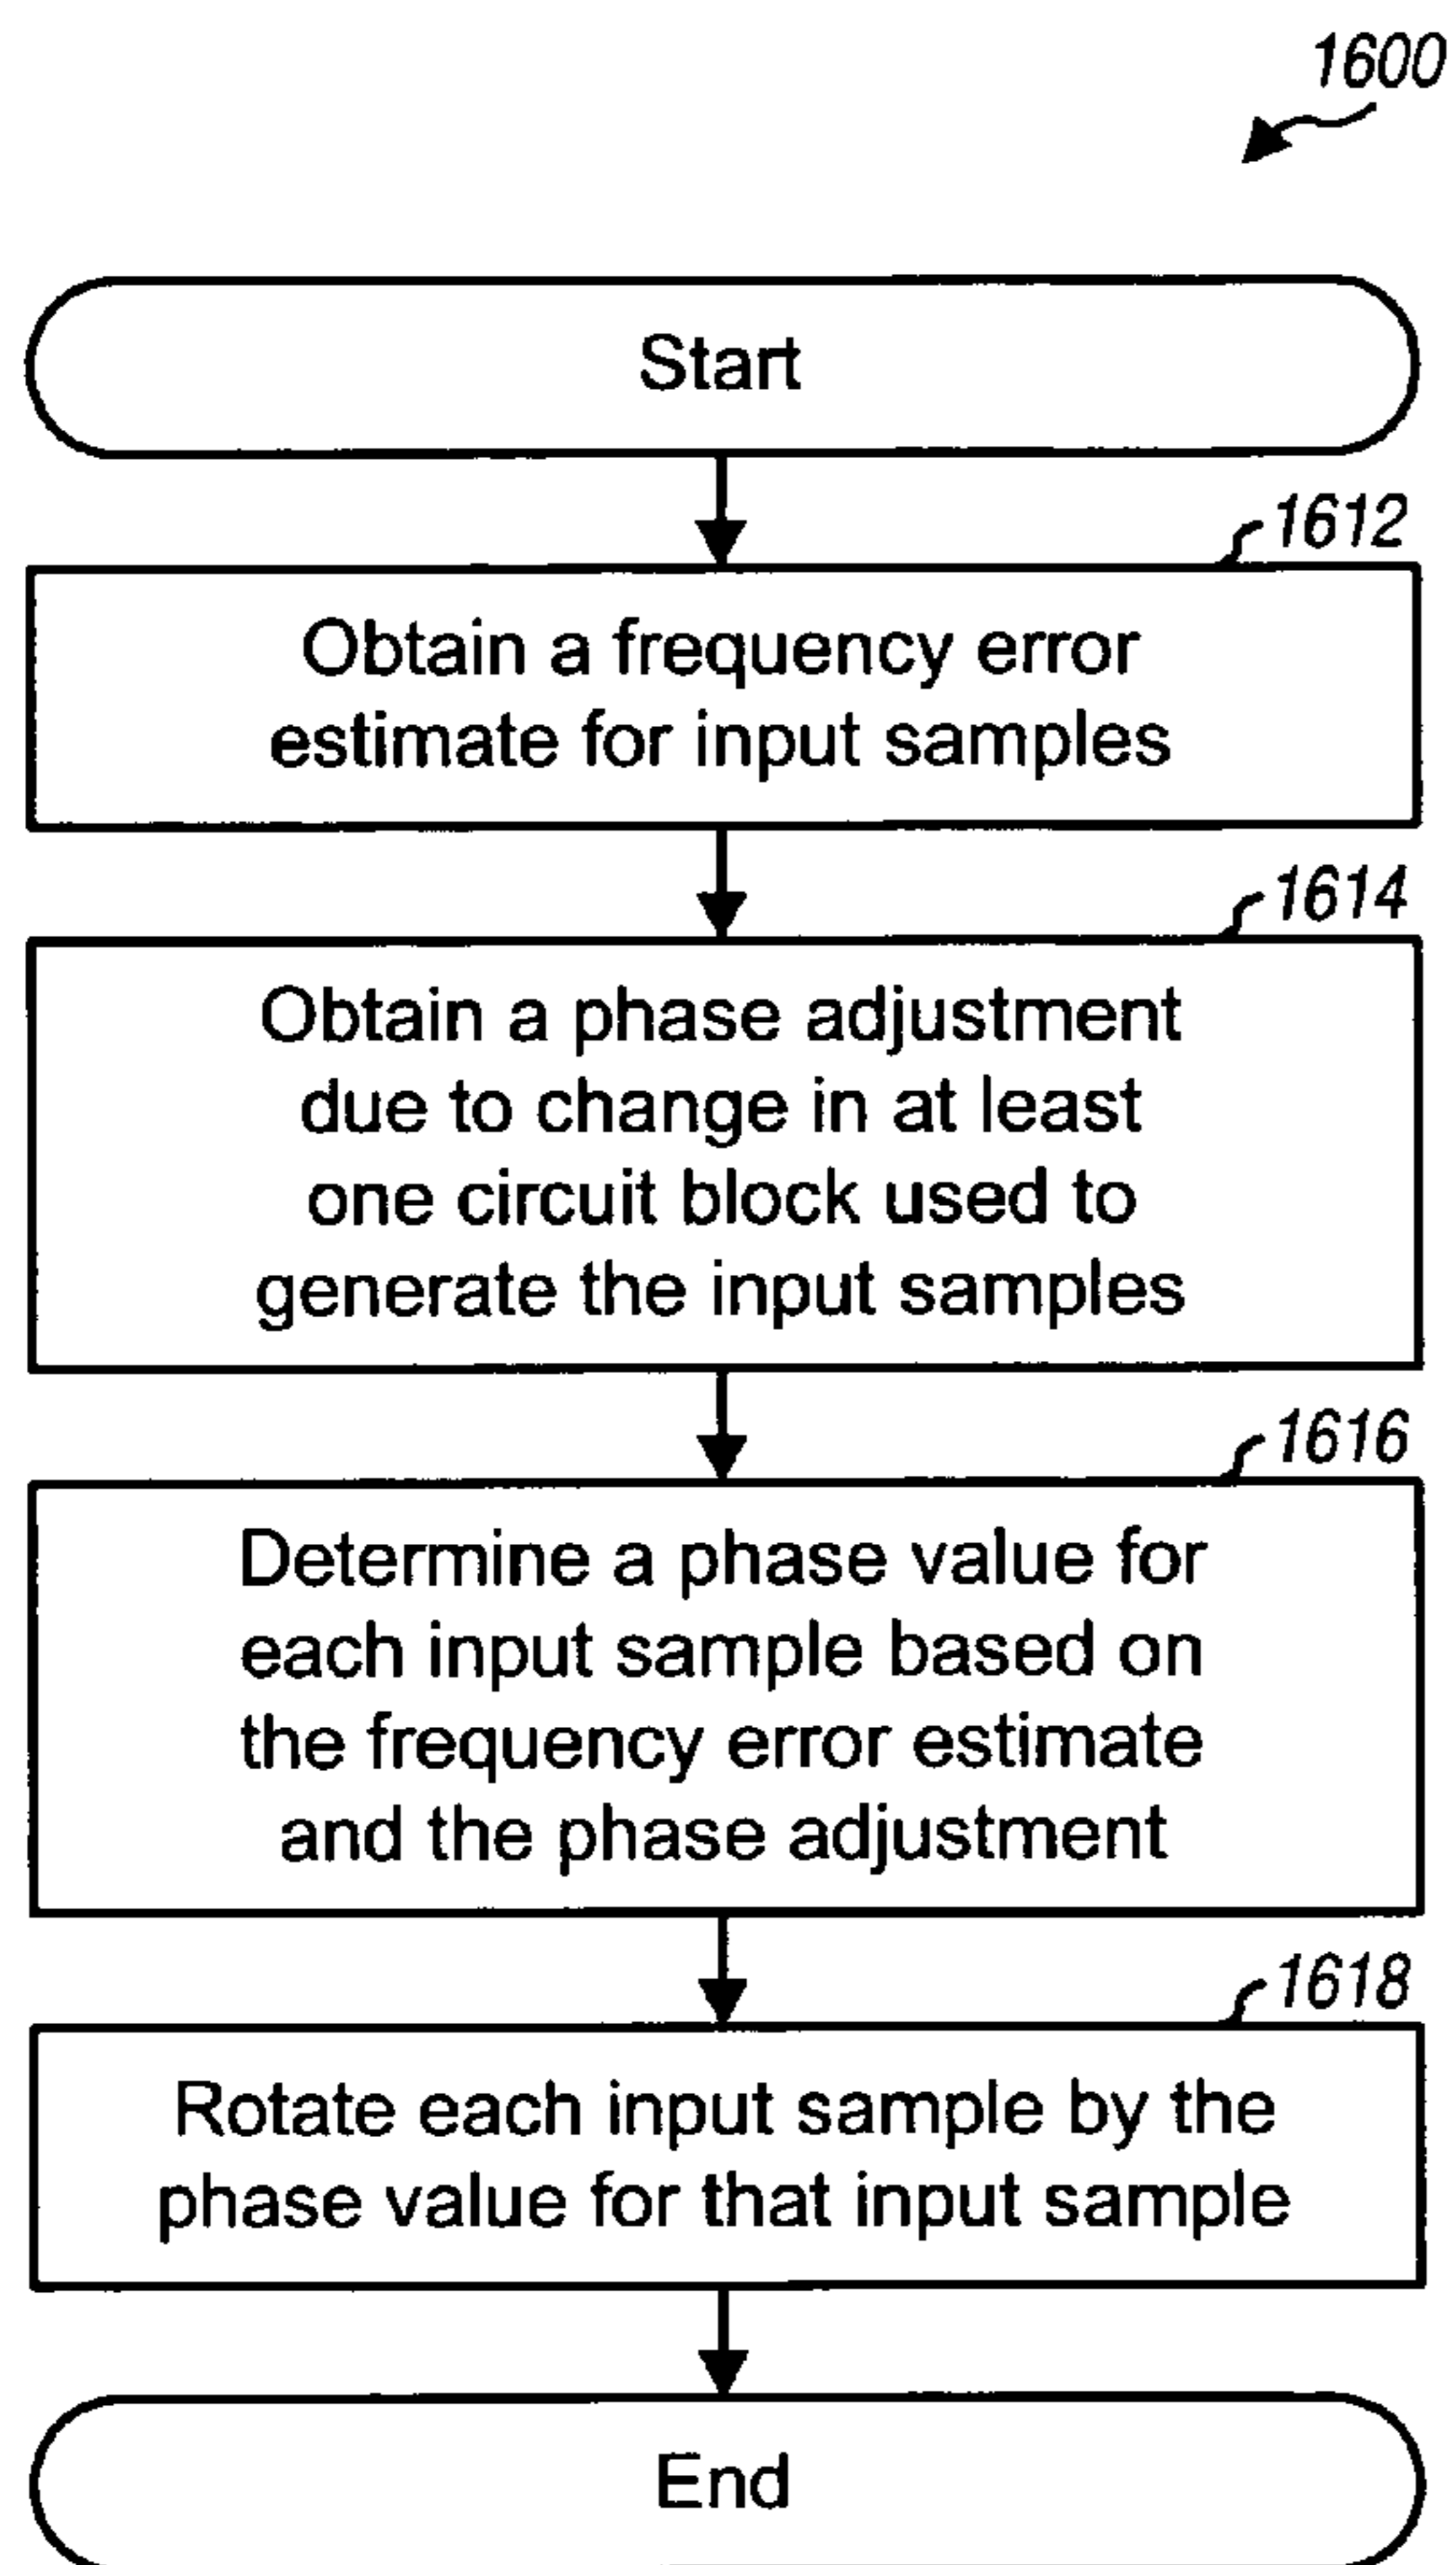 1600
Start
1612
Obtain a frequency error
estimate for input samples
1614
Obtain a phase adjustment
due to change in at least
one circuit block used to
generate the input samples
1616
Determine a phase value for
each input sample based on
the frequency error estimate
and the phase adjustment
1618
Rotate each input sample by the
phase value for that input sample
End